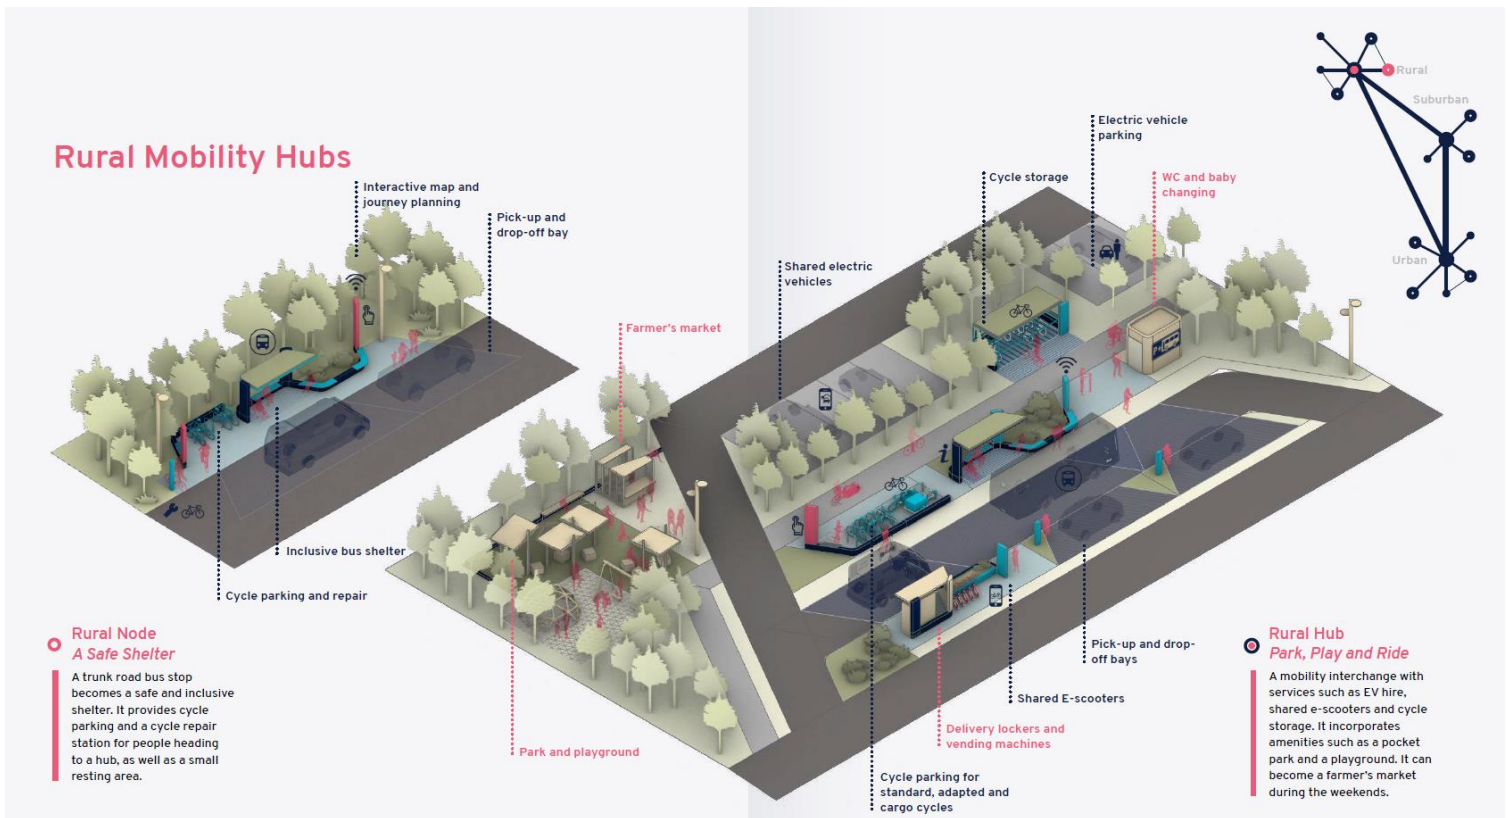 Rural Mobility Hubs
Interactive map and
journey planning
Pick-up and
drop-off bay
Inclusive bus shelter
Cycle parking and repair
Rural Node
A Safe Shelter
A trunk road bus stop
becomes a safe and inclusive
shelter. It provides cycle
parking and a cycle repair
station for people heading
to a hub, as well as a small
resting area.
Farmer's market
Park and playground
Shared electric
vehicles
Cycle storage
Electric vehicle
parking
WC and baby
changing
Rural
Suburban
Urban
Pick-up and drop-
off bays
Shared E-scooters
Delivery lockers and
vending machines
Cycle parking for
standard, adapted and
cargo cycles
Rural Hub
Park, Play and Ride
A mobility interchange with
services such as EV hire,
shared e-scooters and cycle
storage. It incorporates
amenities such as a pocket
park and a playground. It can
become a farmer's market
during the weekends.